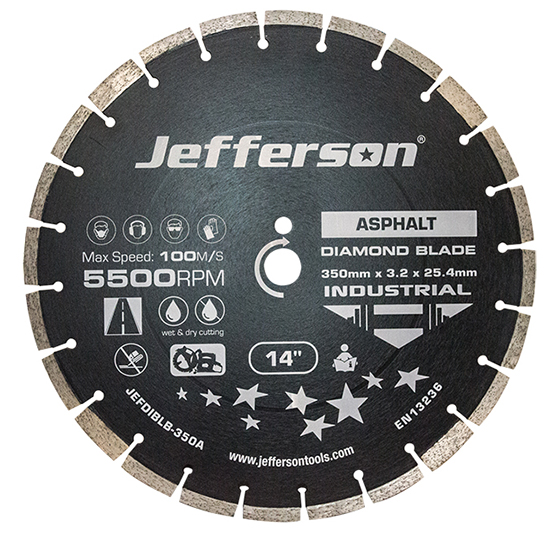 Jefferson®
ASPHALT
DIAMOND BLADE
350mm x 3.2 x 25.4mm
INDUSTRIAL
Max Speed: 100M/S
5500RPM
wet & dry cutting
14"
JEFDIBLB-350A
EN13236
www.jeffersontools.com